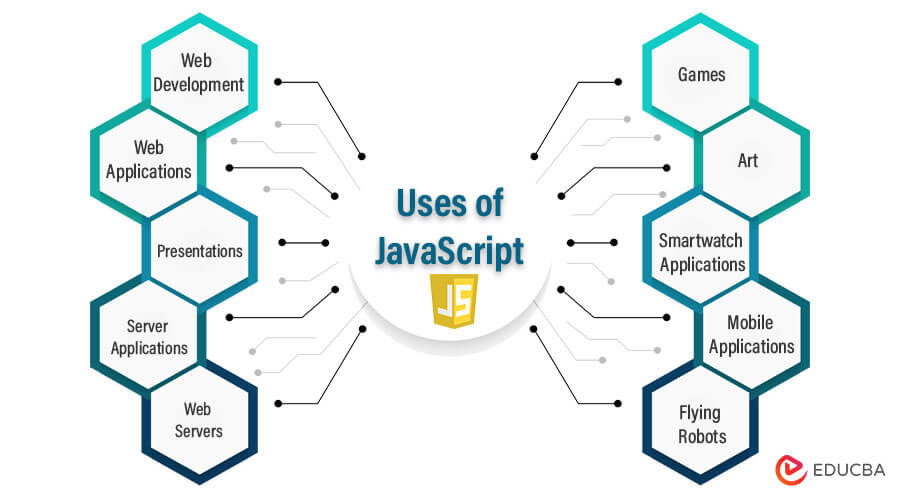 Web
Development
Web
Applications
Presentations
Server
Applications
Web
Servers
Uses of
JavaScript
JS
Games
Art
Smartwatch
Applications
Mobile
Applications
Flying
Robots
EDUCBA